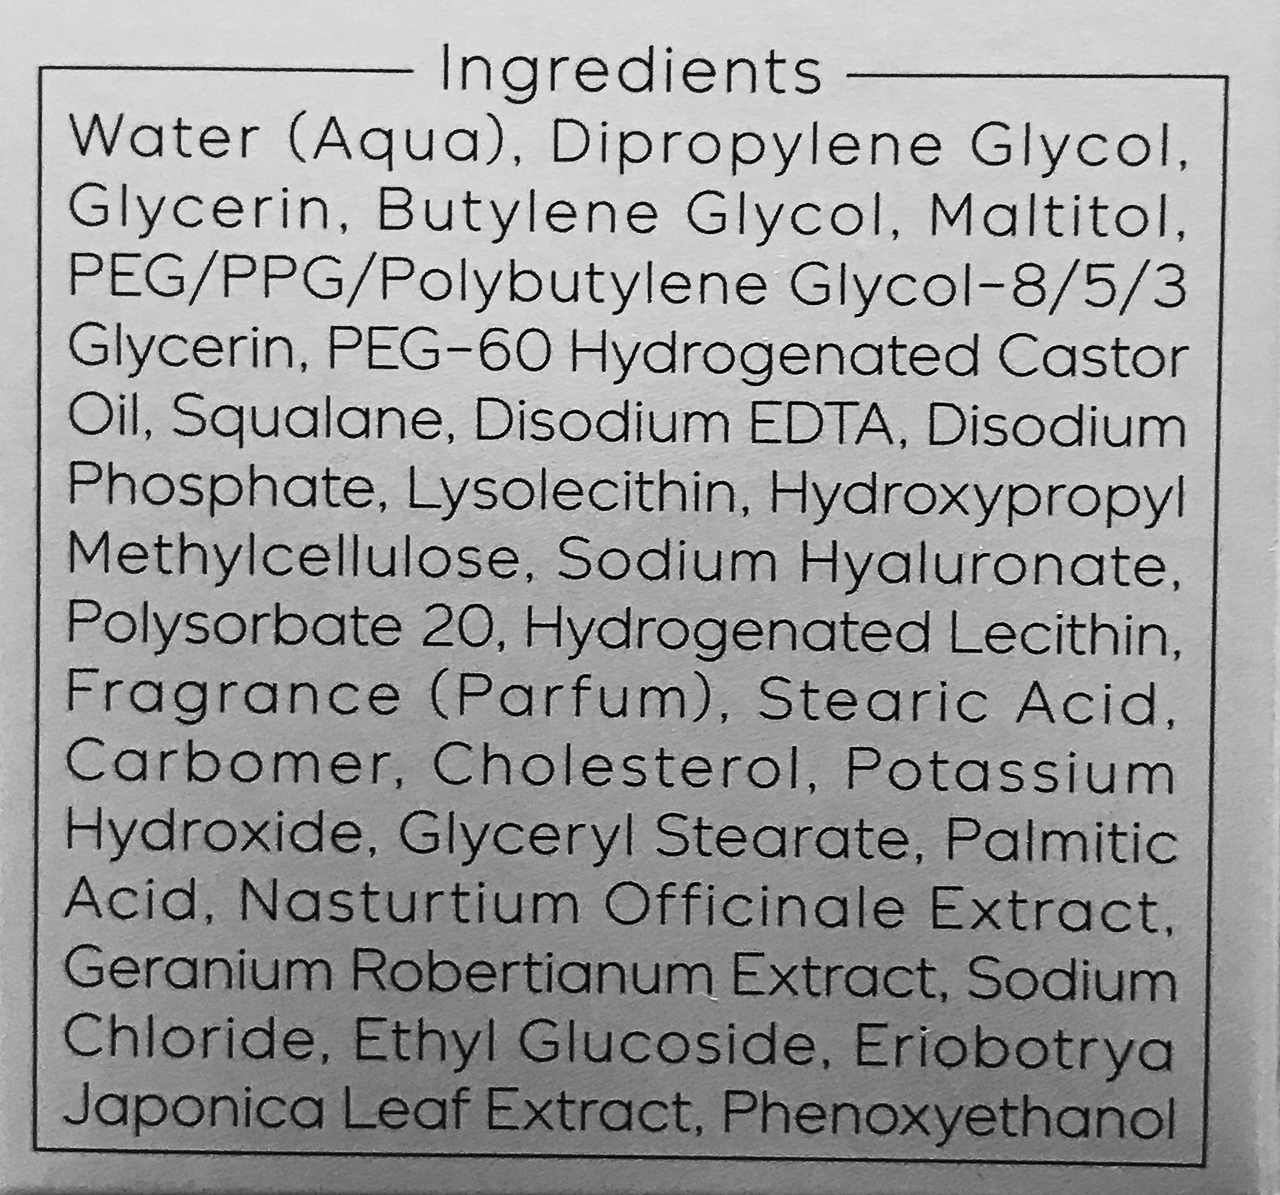 Ingredients
Water (Aqua), Dipropylene Glycol,
Glycerin, Butylene Glycol, Maltitol,
PEG/PPG/Polybutylene Glycol-8/5/3
Glycerin, PEG-60 Hydrogenated Castor
Oil, Squalane, Disodium EDTA, Disodium
Phosphate, Lysolecithin, Hydroxypropyl
Methylcellulose, Sodium Hyaluronate,
Polysorbate 20, Hydrogenated Lecithin,
Fragrance (Parfum), Stearic Acid,
Carbomer, Cholesterol, Potassium
Hydroxide, Glyceryl Stearate, Palmitic
Acid, Nasturtium Officinale Extract,
Geranium Robertianum Extract, Sodium
Chloride, Ethyl Glucoside, Eriobotrya
Japonica Leaf Extract, Phenoxyethanol